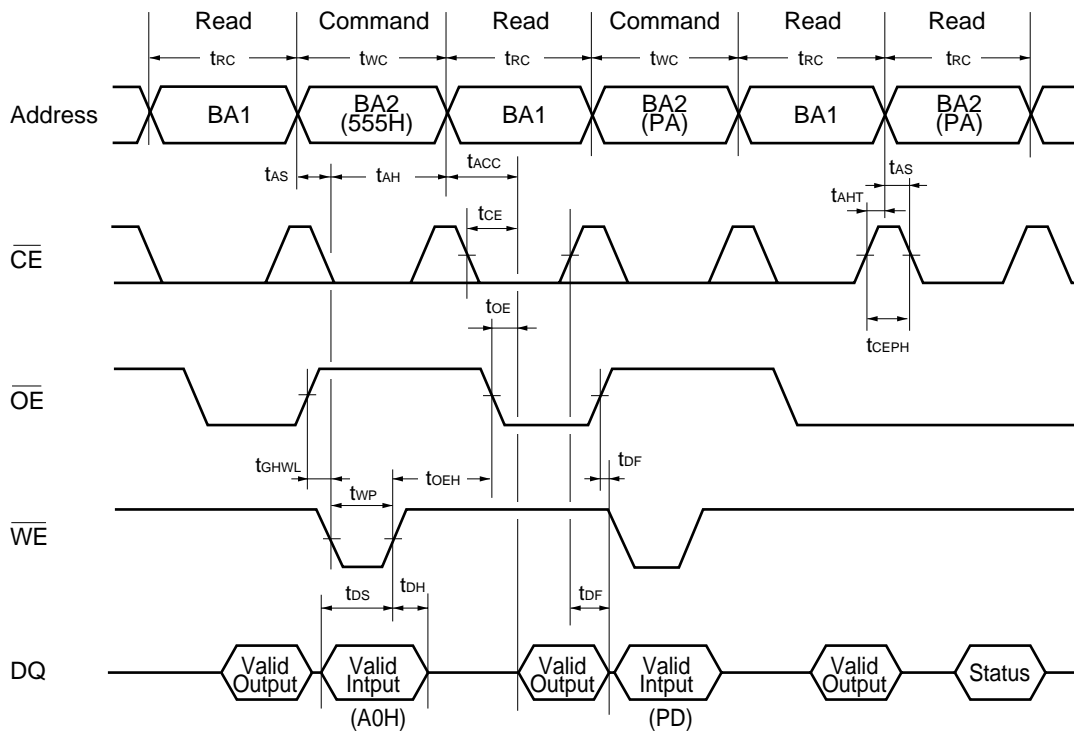 Read Command Read Command Read Read
tRC tWC tRC tWC tRC tRC
Address
BA1
BA2
(555H)
BA1
BA2
(PA)
BA1
BA2
(PA)
tAS tAH tACC tAS
tAHT
tCE
CE
tOE
tCEPH
OE
tGHWL tWP tOEH tDF
WE
tDS tDH tDF
DQ
Valid
Output
Valid
Intput
Valid
Output
Valid
Intput
Valid
Output
Status
(A0H) (PD)